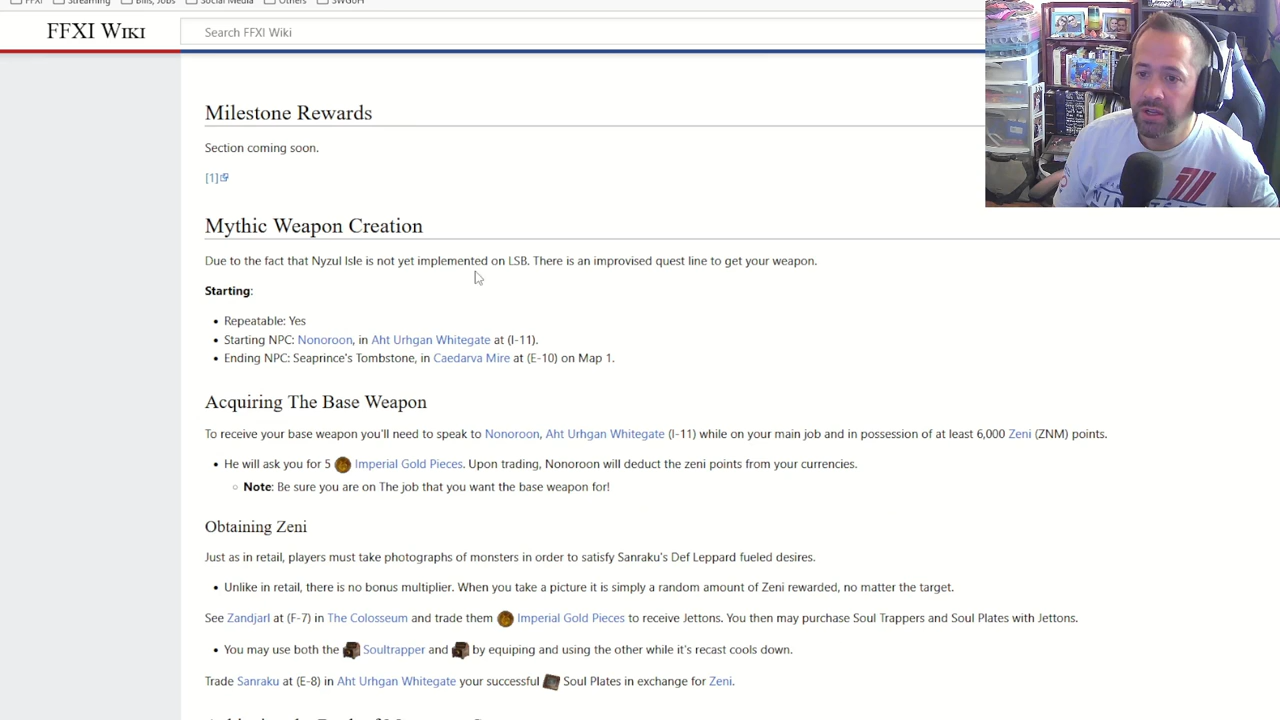 FFXI Streaming Bills, Jobs Social Media Others SWGOH
FFXI WIKI
Search FFXI Wiki
Milestone Rewards
Section coming soon.
[1]
Mythic Weapon Creation
Due to the fact that Nyzul Isle is not yet implemented on LSB. There is an improvised quest line to get your weapon.
Starting:
• Repeatable: Yes
• Starting NPC: Nonoroon, in Aht Urhgan Whitegate at (I-11).
• Ending NPC: Seaprince's Tombstone, in Caedarva Mire at (E-10) on Map 1.
Acquiring The Base Weapon
To receive your base weapon you'll need to speak to Nonoroon, Aht Urhgan Whitegate (I-11) while on your main job and in possession of at least 6,000 Zeni (ZNM) points.
• He will ask you for 5 Imperial Gold Pieces. Upon trading, Nonoroon will deduct the zeni points from your currencies.
Note: Be sure you are on The job that you want the base weapon for!
Obtaining Zeni
Just as in retail, players must take photographs of monsters in order to satisfy Sanraku's Def Leppard fueled desires.
• Unlike in retail, there is no bonus multiplier. When you take a picture it is simply a random amount of Zeni rewarded, no matter the target.
See Zandjarl at (F-7) in The Colosseum and trade them Imperial Gold Pieces to receive Jettons. You then may purchase Soul Trappers and Soul Plates with Jettons.
• You may use both the Soultrapper and by equiping and using the other while it's recast cools down.
Trade Sanraku at (E-8) in Aht Urhgan Whitegate your successful Soul Plates in exchange for Zeni.